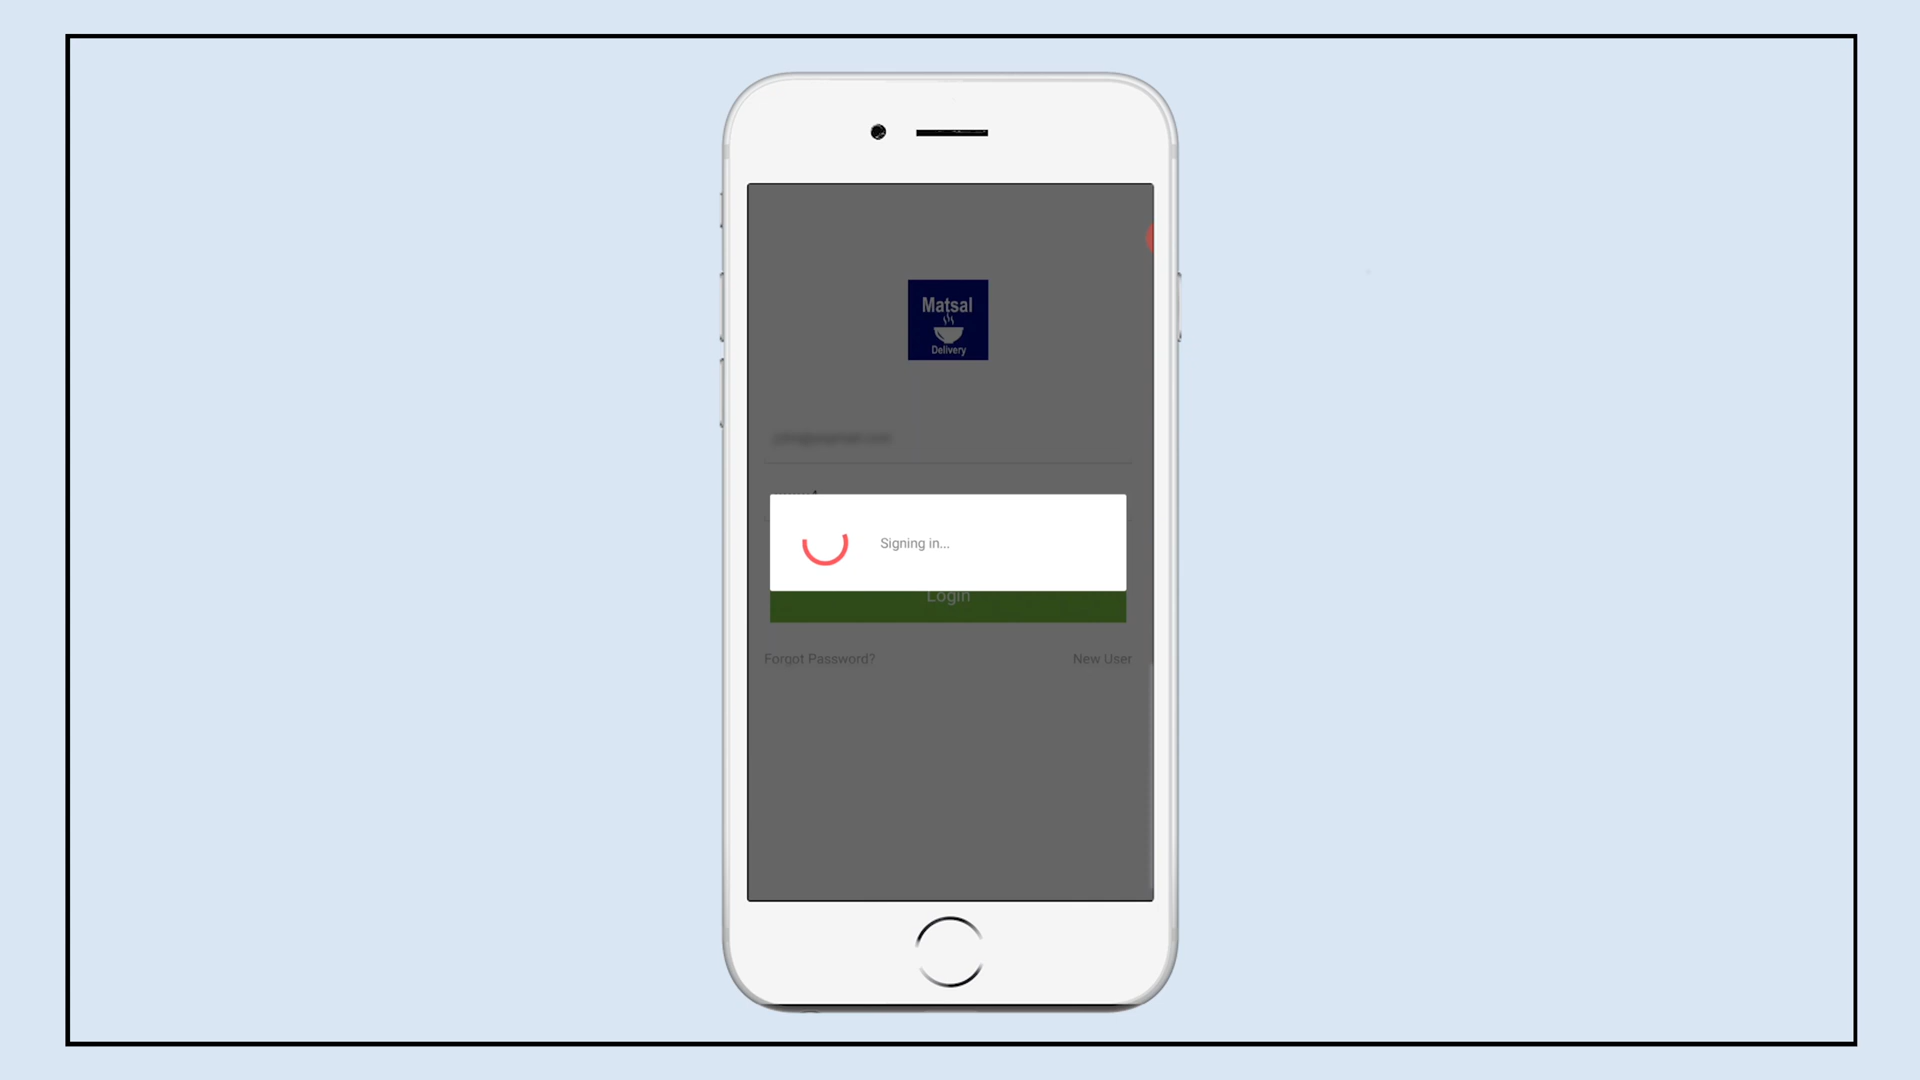 Matsal
Delivery
Signing in...
Login
Forgot Password?
New User